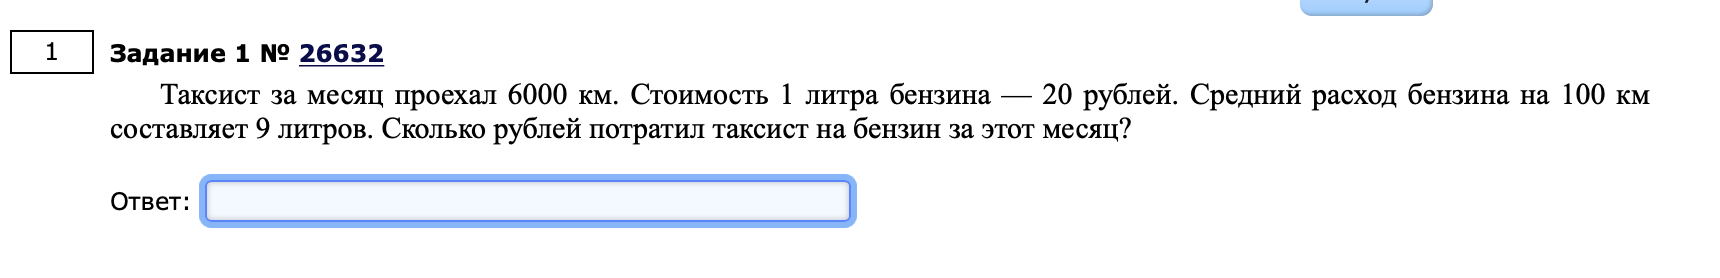 1
Задание 1 № 26632
Таксист за месяц проехал 6000 км. Стоимость 1 литра бензина — 20 рублей. Средний расход бензина на 100 км
составляет 9 литров. Сколько рублей потратил таксист на бензин за этот месяц?
Ответ: